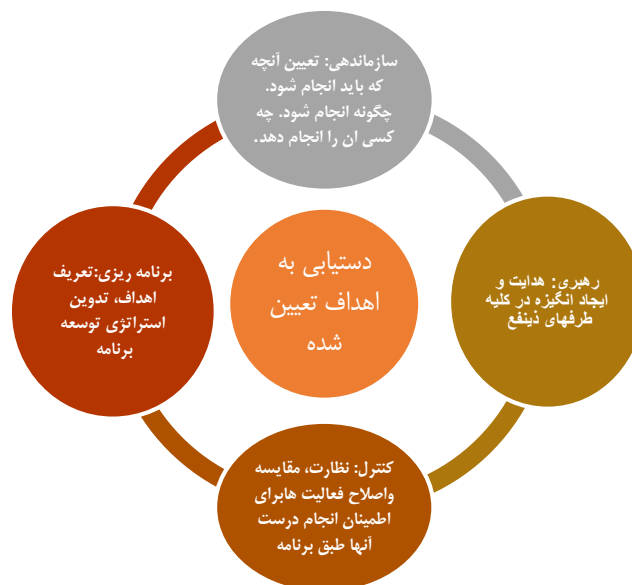 سازماندهی: تعیین آنچه
که باید انجام شود.
چگونه انجام شود. چه
کسی ان را انجام دهد.
رهبری: هدایت و
ایجاد انگیزه در کلیه
طرفهای ذینفع
کنترل: نظارت، مقایسه
واصلاح فعالیت هابرای
اطمینان انجام درست
آنها طبق برنامه
برنامه ریزی:تعریف
اهداف، تدوین
استراتژی توسعه
برنامه
دستیابی به
اهداف تعیین
شده